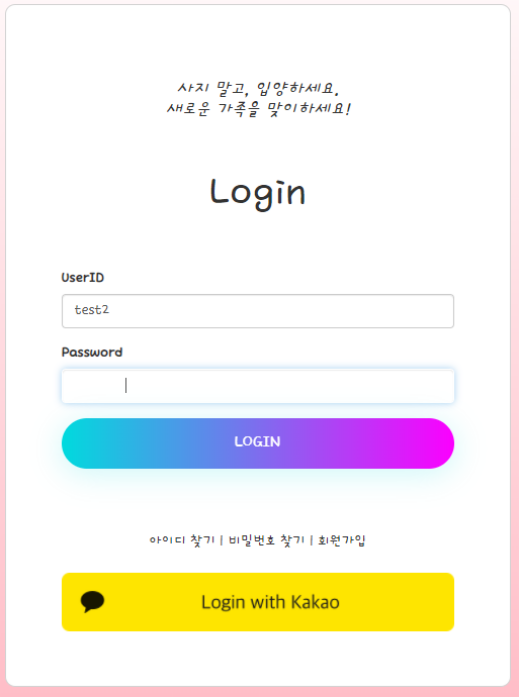 사지 말고, 입양하세요.
새로운 가족을 맞이하세요!
Login
UserID
test2
Password
LOGIN
아이디 찾기 | 비밀번호 찾기 | 회원가입
Login with Kakao